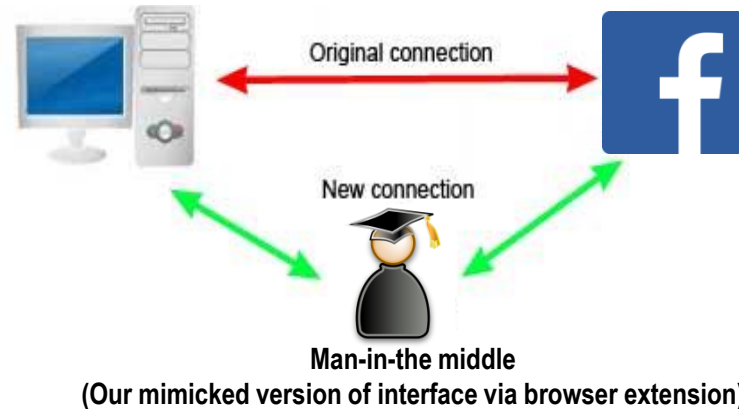 Original connection
New connection
Man-in-the middle
(Our mimicked version of interface via browser extension)